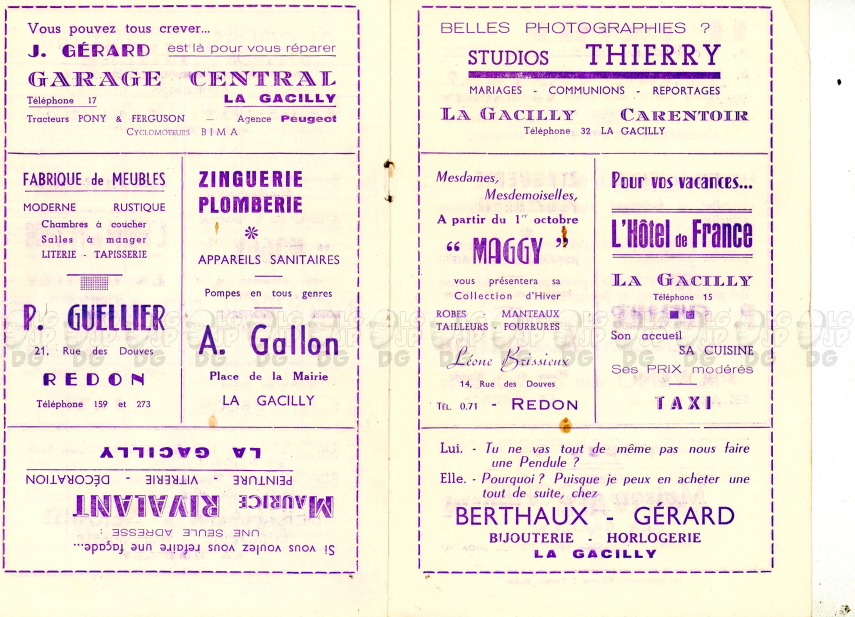 Vous pouvez tous crever...
J. GÉRARD est là pour vous réparer
GARAGE CENTRAL
Téléphone 17 LA GACILLY
Tracteurs PONY & FERGUSON — Agence Peugeot
CYCLOMOTEURS BIMA
FABRIQUE de MEUBLES
MODERNE RUSTIQUE
Chambres à coucher
Salles à manger
LITERIE - TAPISSERIE
P. GUELLIER
21, Rue des Douves
REDON
Téléphone 159 et 273
ZINGUERIE
PLOMBERIE
APPAREILS SANITAIRES
Pompes en tous genres
A. Gallon
Place de la Mairie
LA GACILLY
Si vous voulez vous refaire une façade...
UNE SEULE ADRESSE :
MAURICE RIVALANT
PEINTURE - VITRERIE - DÉCORATION
LA GACILLY
BELLES PHOTOGRAPHIES ?
STUDIOS THIERRY
MARIAGES - COMMUNIONS - REPORTAGES
LA GACILLY CARENTOIR
Téléphone 32 LA GACILLY
Mesdames,
Mesdemoiselles,
A partir du 1er octobre
“ MAGGY ”
vous présentera sa
Collection d'Hiver
ROBES - MANTEAUX
TAILLEURS - FOURRURES
Léone Brissieux
14, Rue des Douves
TÉL. 0.71 - REDON
Pour vos vacances...
L'Hôtel de France
LA GACILLY
Téléphone 15
Son accueil
SA CUISINE
Ses PRIX modérés
TAXI
Lui. - Tu ne vas tout de même pas nous faire
une Pendule ?
Elle. - Pourquoi ? Puisque je peux en acheter une
tout de suite, chez
BERTHAUX - GÉRARD
BIJOUTERIE - HORLOGERIE
LA GACILLY